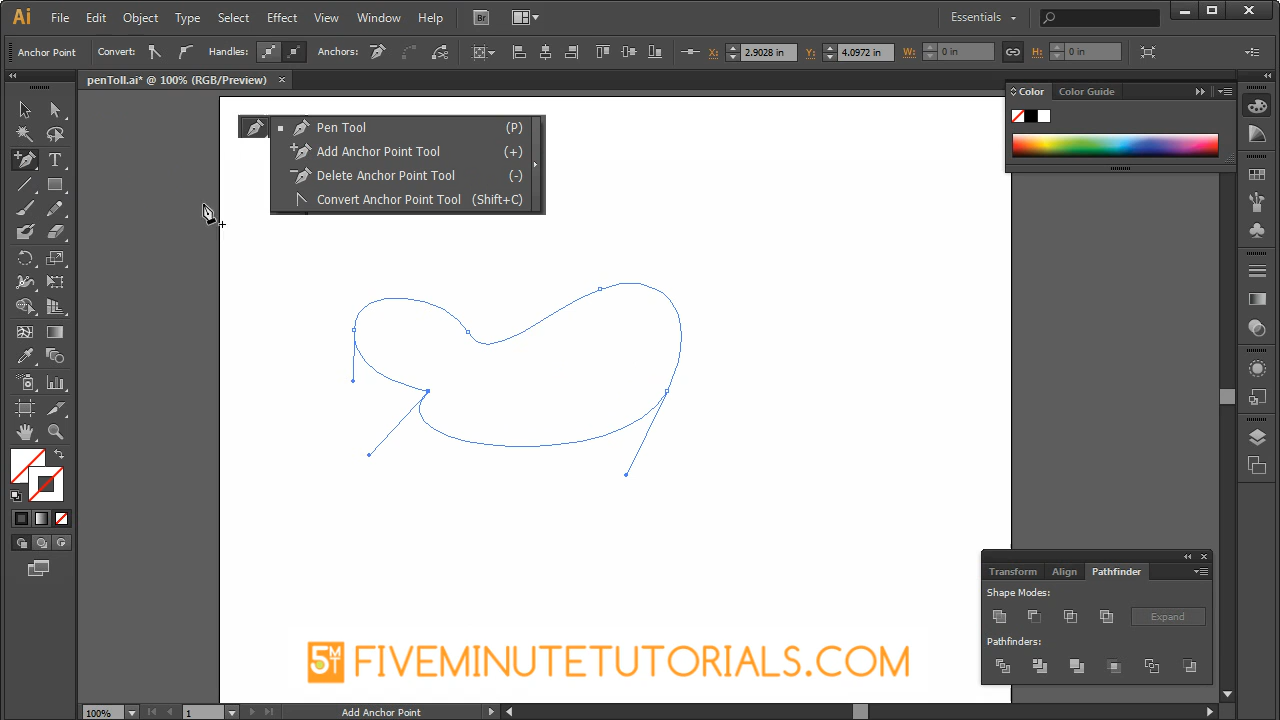 Ai File Edit Object Type Select Effect View Window Help Br Essentials
Anchor Point Convert: Handles: Anchors: X: 2.9028 in Y: 4.0972 in W: 0 in H: 0 in
penToll.ai* @ 100% (RGB/Preview)
Color Color Guide
Pen Tool (P)
Add Anchor Point Tool (+)
Delete Anchor Point Tool (-)
Convert Anchor Point Tool (Shift+C)
T
Transform Align Pathfinder
Shape Modes:
Expand
Pathfinders:
5MT FIVEMINUTETUTORIALS.COM
100% 1 Add Anchor Point